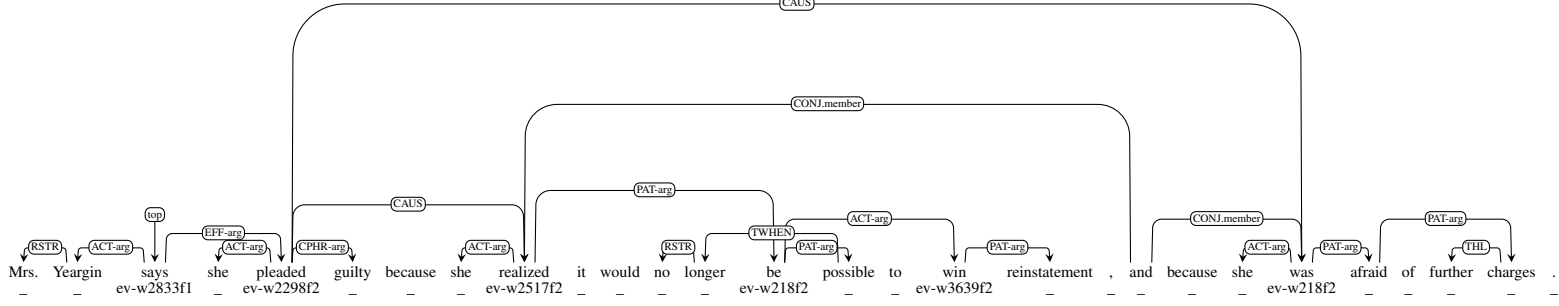 CAUS
CONJ.member
PAT-arg
CAUS
top
ACT-arg
CONJ.member
PAT-arg
EFF-arg
TWHEN
RSTR ACT-arg ACT-arg CPHR-arg ACT-arg RSTR PAT-arg PAT-arg ACT-arg PAT-arg THL
Mrs. Yeargin says she pleaded guilty because she realized it would no longer be possible to win reinstatement , and because she was afraid of further charges .
_ _ ev-w2833f1 _ ev-w2298f2 _ _ _ ev-w2517f2 _ _ _ _ ev-w218f2 _ _ ev-w3639f2 _ _ _ _ _ ev-w218f2 _ _ _ _ _